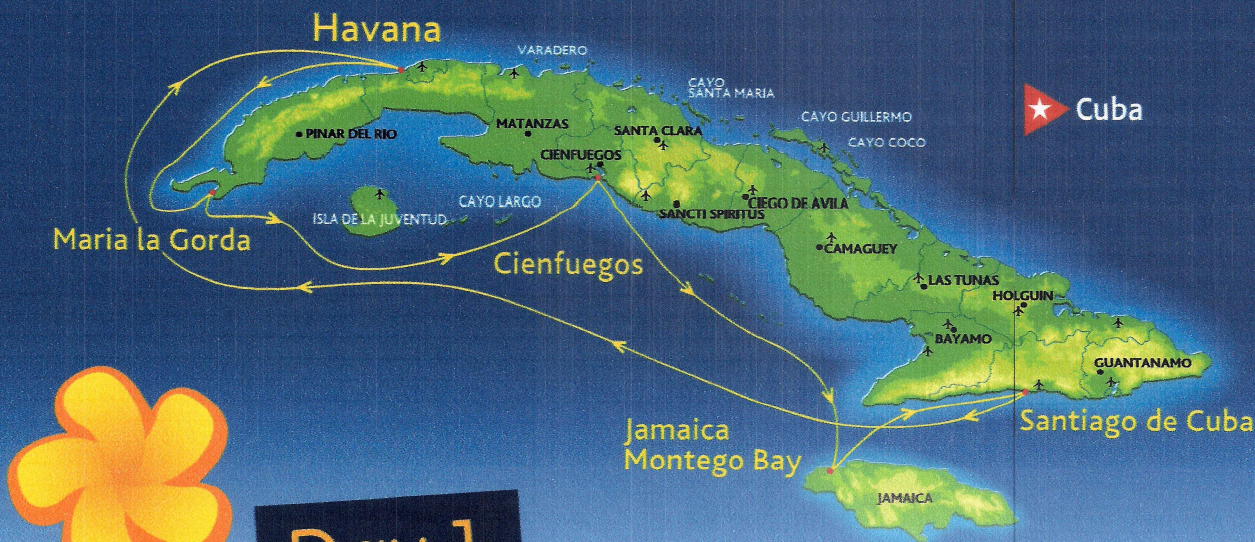 Havana
VARADERO
CAYO
SANTA MARIA
CAYO GUILLERMO
CAYO COCO
Cuba
PINAR DEL RIO
MATANZAS
SANTA CLARA
CIENFUEGOS
ISLA DE LA JUVENTUD
CAYO LARGO
SANCTI SPIRITUS
CIEGO DE AVILA
Maria la Gorda
Cienfuegos
CAMAGUEY
LAS TUNAS
HOLGUIN
BAYAMO
GUANTANAMO
Santiago de Cuba
Jamaica
Montego Bay
JAMAICA